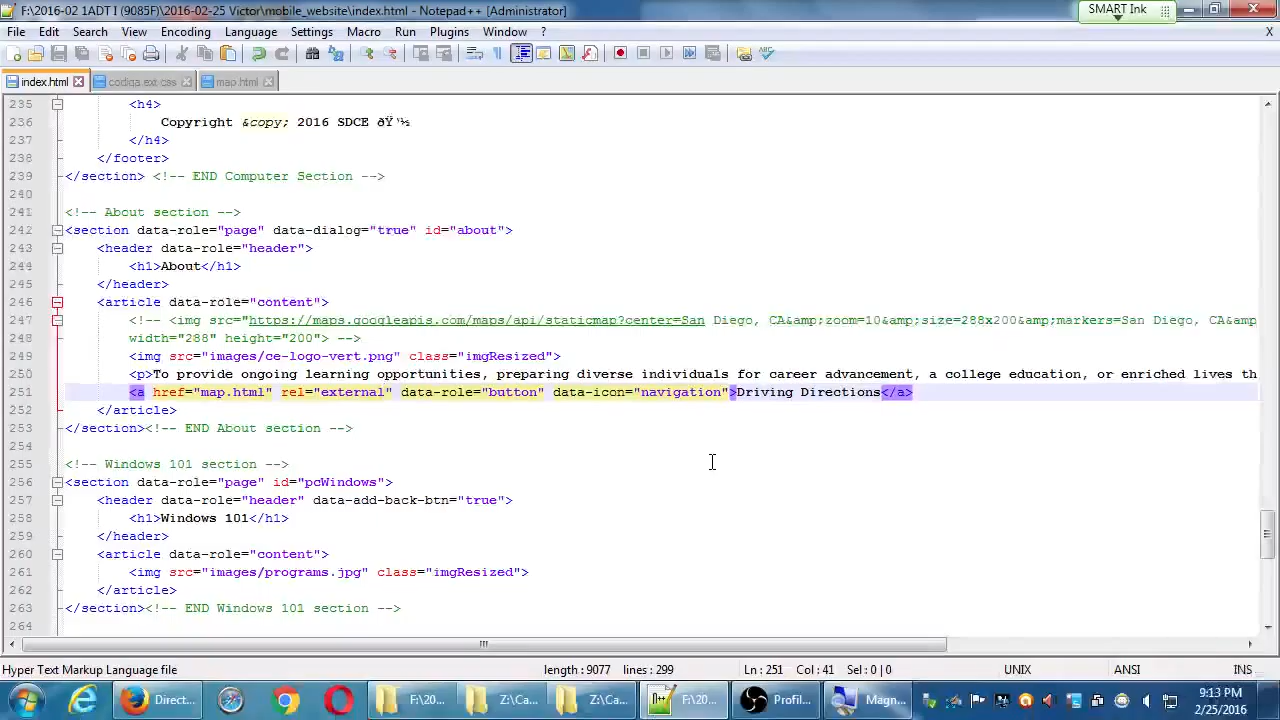 F:\2016-02 1ADT I (9085F)\2016-02-25 Victor\mobile_website\index.html - Notepad++ [Administrator]
SMART Ink
File Edit Search View Encoding Language Settings Macro Run Plugins Window ? X
index.html codiqa.ext.css map.html
235 <h4>
236 Copyright &copy; 2016 SDCE ðŸ'½
237 </h4>
238 </footer>
239 </section> <!-- END Computer Section -->
240
241 <!-- About section -->
242 <section data-role="page" data-dialog="true" id="about">
243 <header data-role="header">
244 <h1>About</h1>
245 </header>
246 <article data-role="content">
247 <!-- <img src="https://maps.googleapis.com/maps/api/staticmap?center=San Diego, CA&amp;zoom=10&amp;size=288x200&amp;markers=San Diego, CA&amp
248 width="288" height="200"> -->
249 <img src="images/ce-logo-vert.png" class="imgResized">
250 <p>To provide ongoing learning opportunities, preparing diverse individuals for career advancement, a college education, or enriched lives th
251 <a href="map.html" rel="external" data-role="button" data-icon="navigation">Driving Directions</a>
252 </article>
253 </section><!-- END About section -->
254
255 <!-- Windows 101 section -->
256 <section data-role="page" id="pcWindows">
257 <header data-role="header" data-add-back-btn="true">
258 <h1>Windows 101</h1>
259 </header>
260 <article data-role="content">
261 <img src="images/programs.jpg" class="imgResized">
262 </article>
263 </section><!-- END Windows 101 section -->
264
Hyper Text Markup Language file length : 9077 lines : 299 Ln : 251 Col : 41 Sel : 0 | 0 UNIX ANSI INS
Direct... F:\20... Z:\Ca... Z:\Ca... F:\20... Profil... Magn... 9:13 PM
2/25/2016